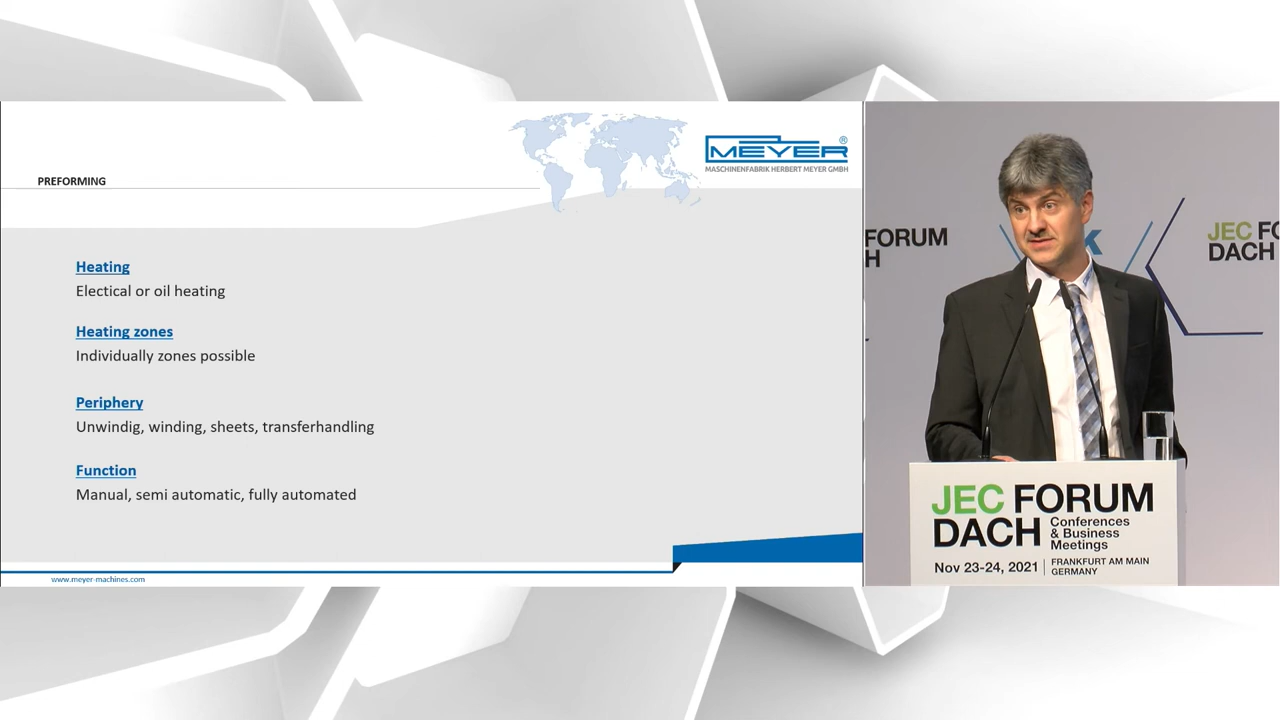 PREFORMING
MEYER®
MASCHINENFABRIK HERBERT MEYER GMBH
Heating
Electical or oil heating
Heating zones
Individually zones possible
Periphery
Unwindig, winding, sheets, transferhandling
Function
Manual, semi automatic, fully automated
www.meyer-machines.com
FORUM
H
K
JEC FO
DACH
JEC FORUM
DACH Conferences
& Business
Meetings
Nov 23-24, 2021 | FRANKFURT AM MAIN
GERMANY